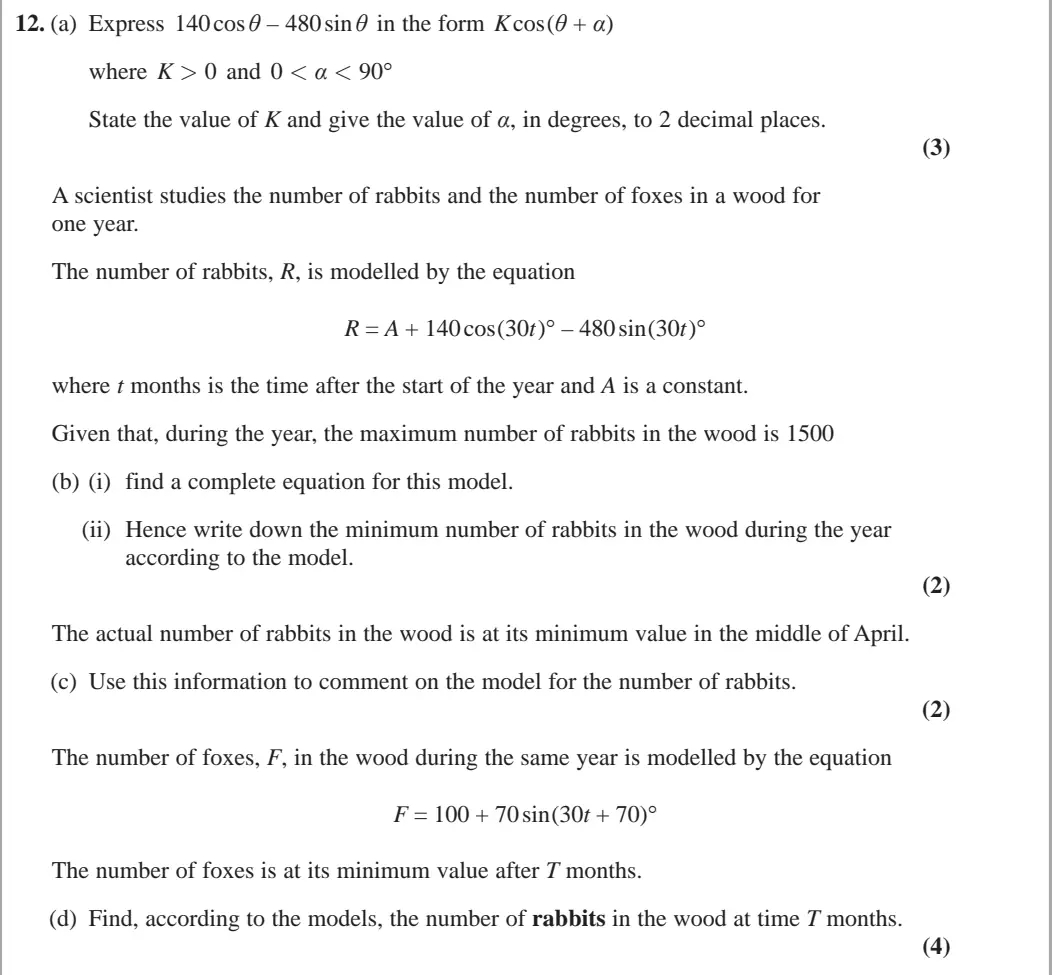 12. (a) Express 140 cos θ – 480 sin θ in the form K cos(θ + α)
where K > 0 and 0 < α < 90°
State the value of K and give the value of α, in degrees, to 2 decimal places.
(3)
A scientist studies the number of rabbits and the number of foxes in a wood for
one year.
The number of rabbits, R, is modelled by the equation
R = A + 140 cos(30t)° – 480 sin(30t)°
where t months is the time after the start of the year and A is a constant.
Given that, during the year, the maximum number of rabbits in the wood is 1500
(b) (i) find a complete equation for this model.
(ii) Hence write down the minimum number of rabbits in the wood during the year
according to the model.
(2)
The actual number of rabbits in the wood is at its minimum value in the middle of April.
(c) Use this information to comment on the model for the number of rabbits.
(2)
The number of foxes, F, in the wood during the same year is modelled by the equation
F = 100 + 70 sin(30t + 70)°
The number of foxes is at its minimum value after T months.
(d) Find, according to the models, the number of rabbits in the wood at time T months.
(4)